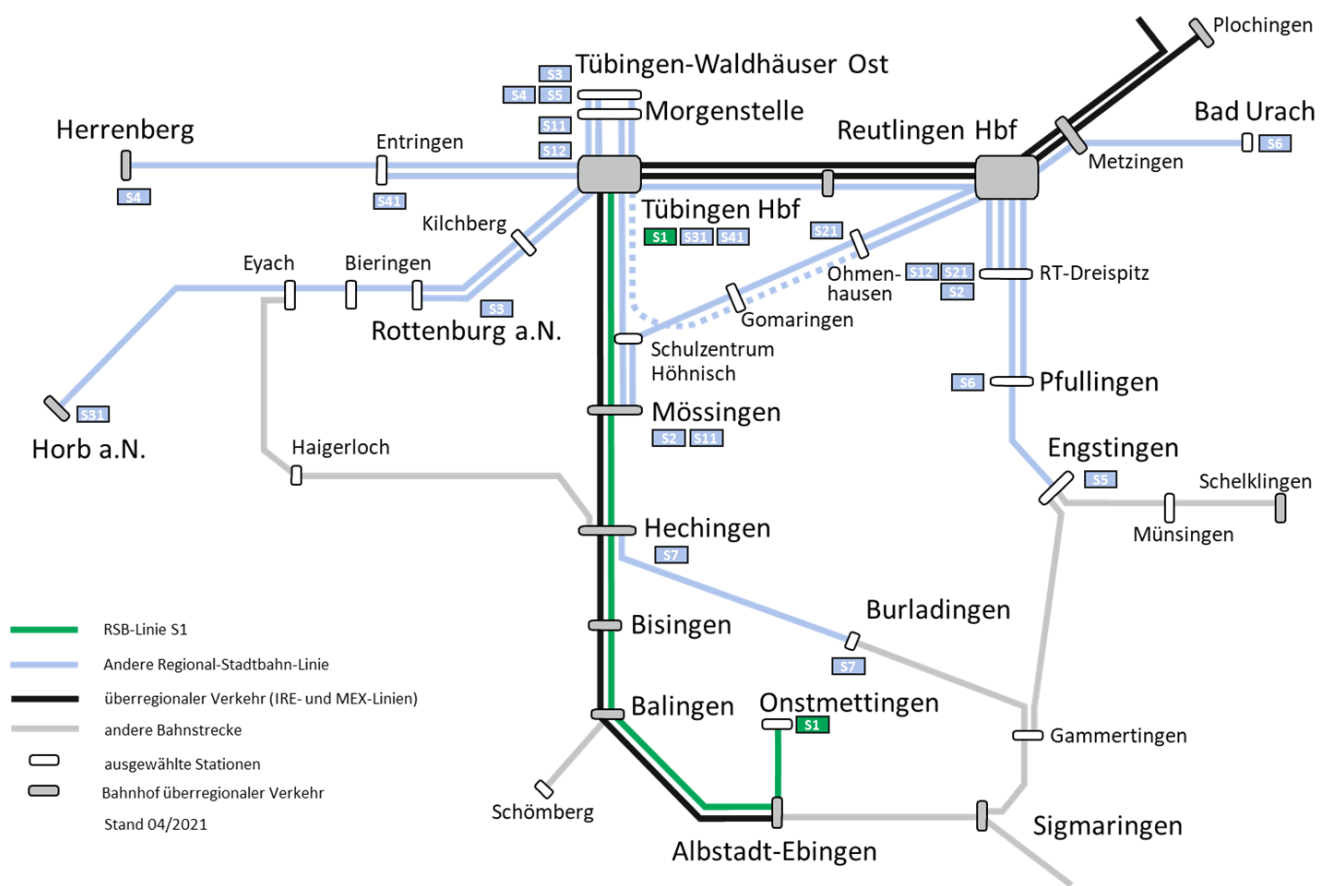 Plochingen
S3
Tübingen-Waldhäuser Ost
S4 S5
Morgenstelle
Bad Urach
S11
Reutlingen Hbf
Herrenberg
Entringen
S12
S6
Metzingen
S4
S41
Tübingen Hbf
Kilchberg
S21
S1 S31 S41
Eyach
Bieringen
Ohmen-
hausen
S12 S21
S2
RT-Dreispitz
S3
Gomaringen
Rottenburg a.N.
Schulzentrum
Höhnisch
S6
Pfullingen
S31
Mössingen
S2 S11
Horb a.N.
Haigerloch
Engstingen
S5
Schelklingen
Münsingen
Hechingen
S7
Burladingen
S7
RSB-Linie S1
Bisingen
Andere Regional-Stadtbahn-Linie
überregionaler Verkehr (IRE- und MEX-Linien)
Balingen
Onstmettingen
S1
andere Bahnstrecke
Gammertingen
ausgewählte Stationen
Bahnhof überregionaler Verkehr
Schömberg
Stand 04/2021
Sigmaringen
Albstadt-Ebingen